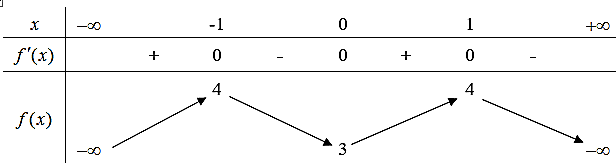 x –∞ -1 0 1 +∞
f′(x) + 0 - 0 + 0 -
4 4
f(x)
–∞ 3 –∞